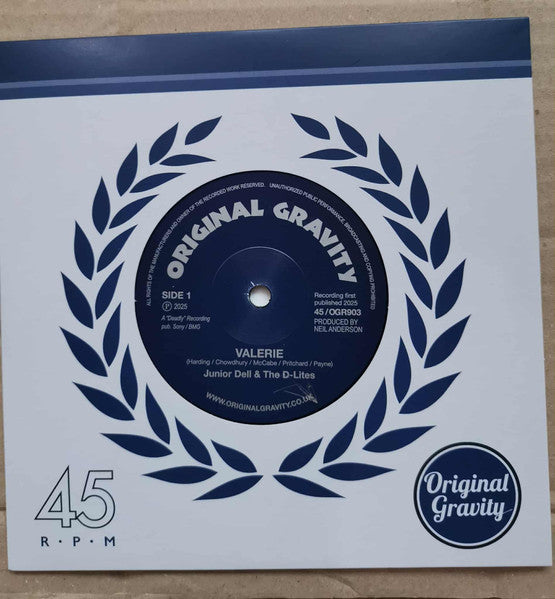 ALL RIGHTS OF THE MANUFACTURERS AND OWNER OF THE RECORDED WORK RESERVED. UNAUTHORIZED PUBLIC PERFORMANCE, BROADCASTING AND COPYING PROHIBITED
ORIGINAL GRAVITY
SIDE 1
℗ 2025
A "Deadly" Recording
pub. Sony / BMG
Recording first
published 2025
45 / OGR903
PRODUCED BY
NEIL ANDERSON
VALERIE
(Harding / Chowdhury / McCabe / Pritchard / Payne)
Junior Dell & The D-Lites
WWW.ORIGINALGRAVITY.CO.UK
45
R·P·M
Original
Gravity